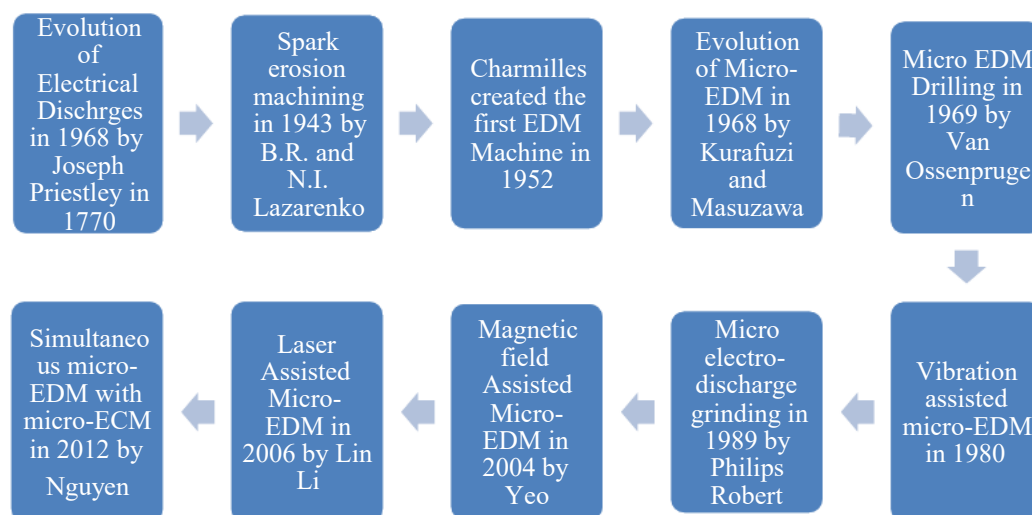 Evolution
of
Electrical
Dischrges
in 1968 by
Joseph
Priestley in
1770
Spark
erosion
machining
in 1943 by
B.R. and
N.I.
Lazarenko
Charmilles
created the
first EDM
Machine in
1952
Evolution
of Micro-
EDM in
1968 by
Kurafuzi
and
Masuzawa
Micro EDM
Drilling in
1969 by
Van
Ossenpruge
n
Vibration
assisted
micro-EDM
in 1980
Micro
electro-
discharge
grinding in
1989 by
Philips
Robert
Magnetic
field
Assisted
Micro-
EDM in
2004 by
Yeo
Laser
Assisted
Micro-
EDM in
2006 by Lin
Li
Simultaneo
us micro-
EDM with
micro-ECM
in 2012 by
Nguyen